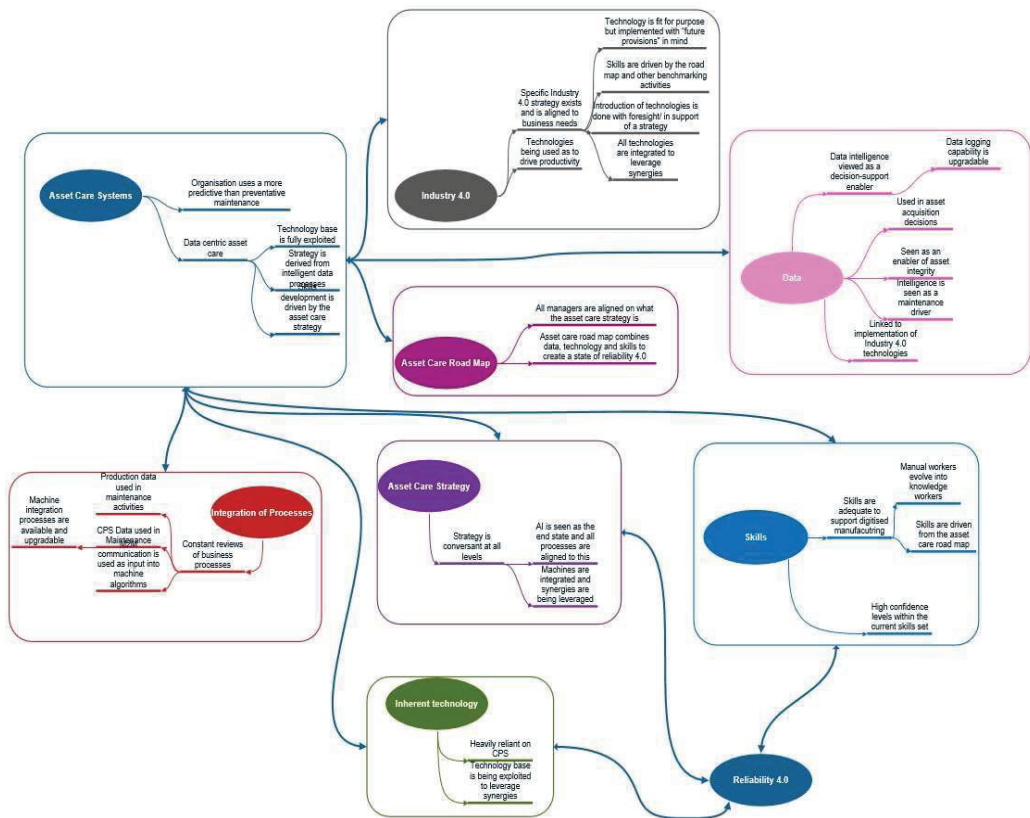 Technology is fit for purpose
but implemented with "future
provisions" in mind
Skills are driven by the road
map and other benchmarking
activities
Specific Industry
4.0 strategy exists
and is aligned to
business needs
Introduction of technologies is
done with foresight/ in support
of a strategy
Technologies
being used as to
drive productivity
All technologies
are integrated to
leverage
synergies
Industry 4.0
Asset Care Systems
Organisation uses a more
predictive than preventative
maintenance
Data centric asset
care
Technology base
is fully exploited
Strategy is
derived from
intelligent data
processes
development is
driven by the
asset care
strategy
Data intelligence
viewed as a
decision-support
enabler
Data logging
capability is
upgradable
Used in asset
acquisition
decisions
Seen as an
enabler of asset
integrity
Intelligence is
seen as a
maintenance
driver
Linked to
implementation of
Industry 4.0
technologies
Data
All managers are aligned on what
the asset care strategy is
Asset care road map combines
data, technology and skills to
create a state of reliability 4.0
Asset Care Road Map
Production data
used in
maintenance
activities
Integration of Processes
Machine
integration
processes are
available and
upgradable
CPS Data used in
Maintenance
communication
is used as input into
machine
algorithms
Constant reviews
of business
processes
Asset Care Strategy
Strategy is
conversant at all
levels
AI is seen as the
end state and all
processes are
aligned to this
Machines are
integrated and
synergies are
being leveraged
Skills
Skills are
adequate to
support digitised
manufacutring
Manual workers
evolve into
knowledge
workers
Skills are driven
from the asset
care road map
High confidence
levels within the
current skills set
Inherent technology
Heavily reliant on
CPS
Technology base
is being exploited
to leverage
synergies
Reliability 4.0